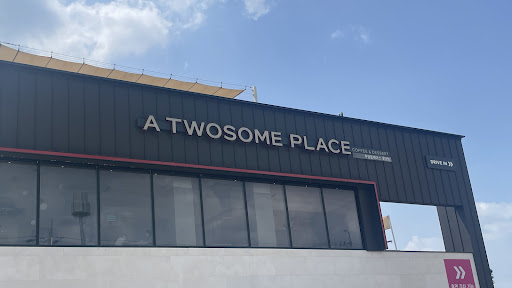 A TWOSOME PLACE
COFFEE & DESSERT
DRIVE IN